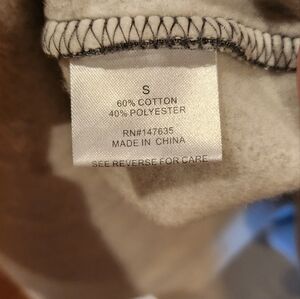 S
60% COTTON
40% POLYESTER
RN#147635
MADE IN CHINA
SEE REVERSE FOR CARE